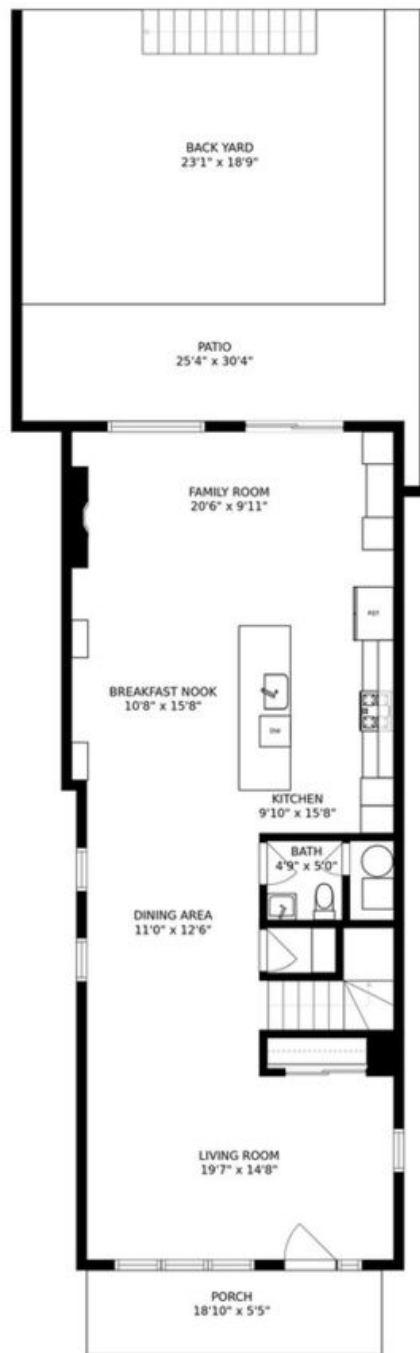 BACK YARD
23'1" x 18'9"
PATIO
25'4" x 30'4"
FAMILY ROOM
20'6" x 9'11"
BREAKFAST NOOK
10'8" x 15'8"
DW
KITCHEN
9'10" x 15'8"
BATH
4'9" x 5'0"
DINING AREA
11'0" x 12'6"
LIVING ROOM
19'7" x 14'8"
PORCH
18'10" x 5'5"